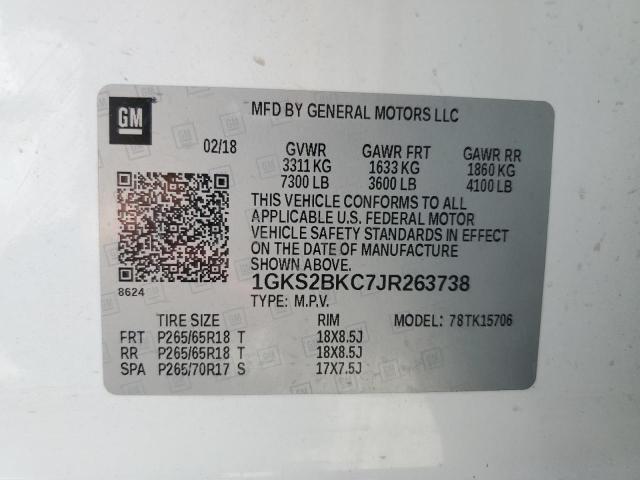 GM
MFD BY GENERAL MOTORS LLC
02/18 GVWR GAWR FRT GAWR RR
3311 KG 1633 KG 1860 KG
7300 LB 3600 LB 4100 LB
THIS VEHICLE CONFORMS TO ALL
APPLICABLE U.S. FEDERAL MOTOR
VEHICLE SAFETY STANDARDS IN EFFECT
ON THE DATE OF MANUFACTURE
SHOWN ABOVE.
8624
1GKS2BKC7JR263738
TYPE: M.P.V.
TIRE SIZE RIM MODEL: 78TK15706
FRT P265/65R18 T 18X8.5J
RR P265/65R18 T 18X8.5J
SPA P265/70R17 S 17X7.5J